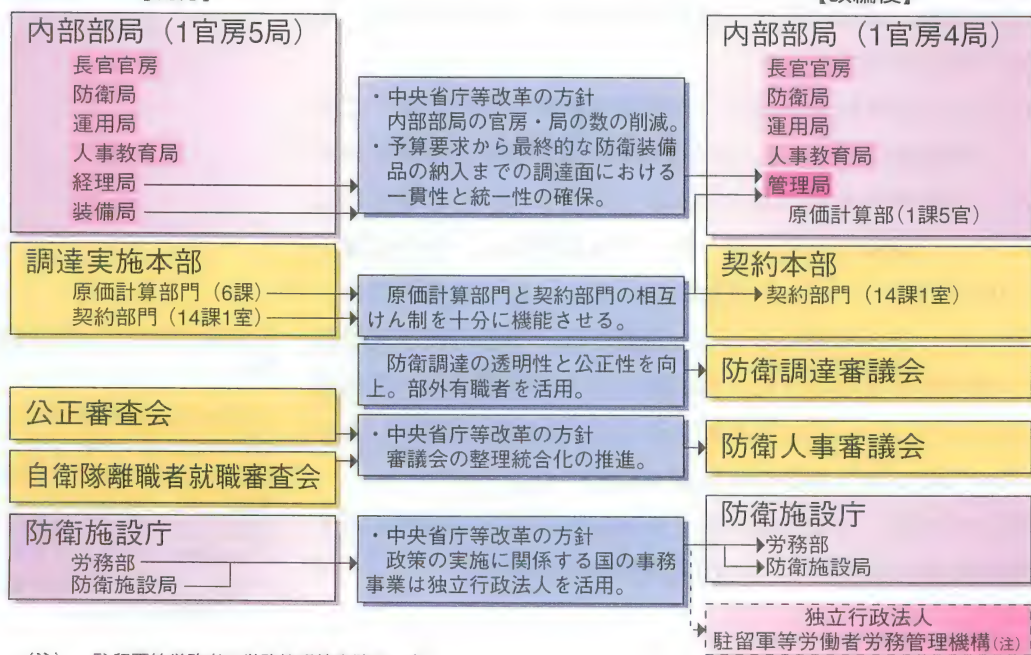 【改編後】
内部部局（1官房5局）
長官官房
防衛局
運用局
人事教育局
経理局
装備局
調達実施本部
原価計算部門（6課）
契約部門（14課1室）
公正審査会
自衛隊離職者就職審査会
防衛施設庁
労務部
防衛施設局
・中央省庁等改革の方針
内部部局の官房・局の数の削減。
・予算要求から最終的な防衛装備
品の納入までの調達面における
一貫性と統一性の確保。
原価計算部門と契約部門の相互
けん制を十分に機能させる。
防衛調達の透明性と公正性を向
上。部外有識者を活用。
・中央省庁等改革の方針
審議会の整理統合化の推進。
・中央省庁等改革の方針
政策の実施に関係する国の事務
事業は独立行政法人を活用。
内部部局（1官房4局）
長官官房
防衛局
運用局
人事教育局
管理局
原価計算部（1課5官）
契約本部
契約部門（14課1室）
防衛調達審議会
防衛人事審議会
防衛施設庁
労務部
防衛施設局
独立行政法人
駐留軍等労働者労務管理機構（注）